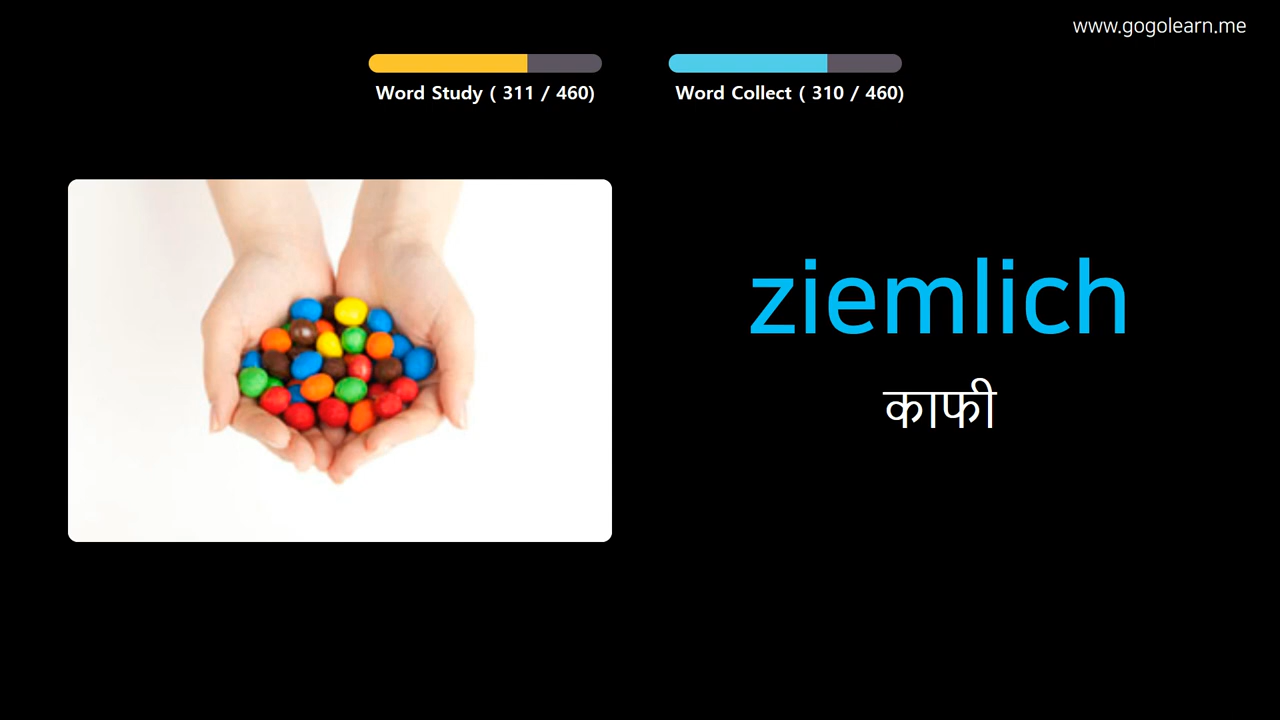 www.gogolearn.me
Word Study ( 311 / 460)
Word Collect ( 310 / 460)
ziemlich
काफी